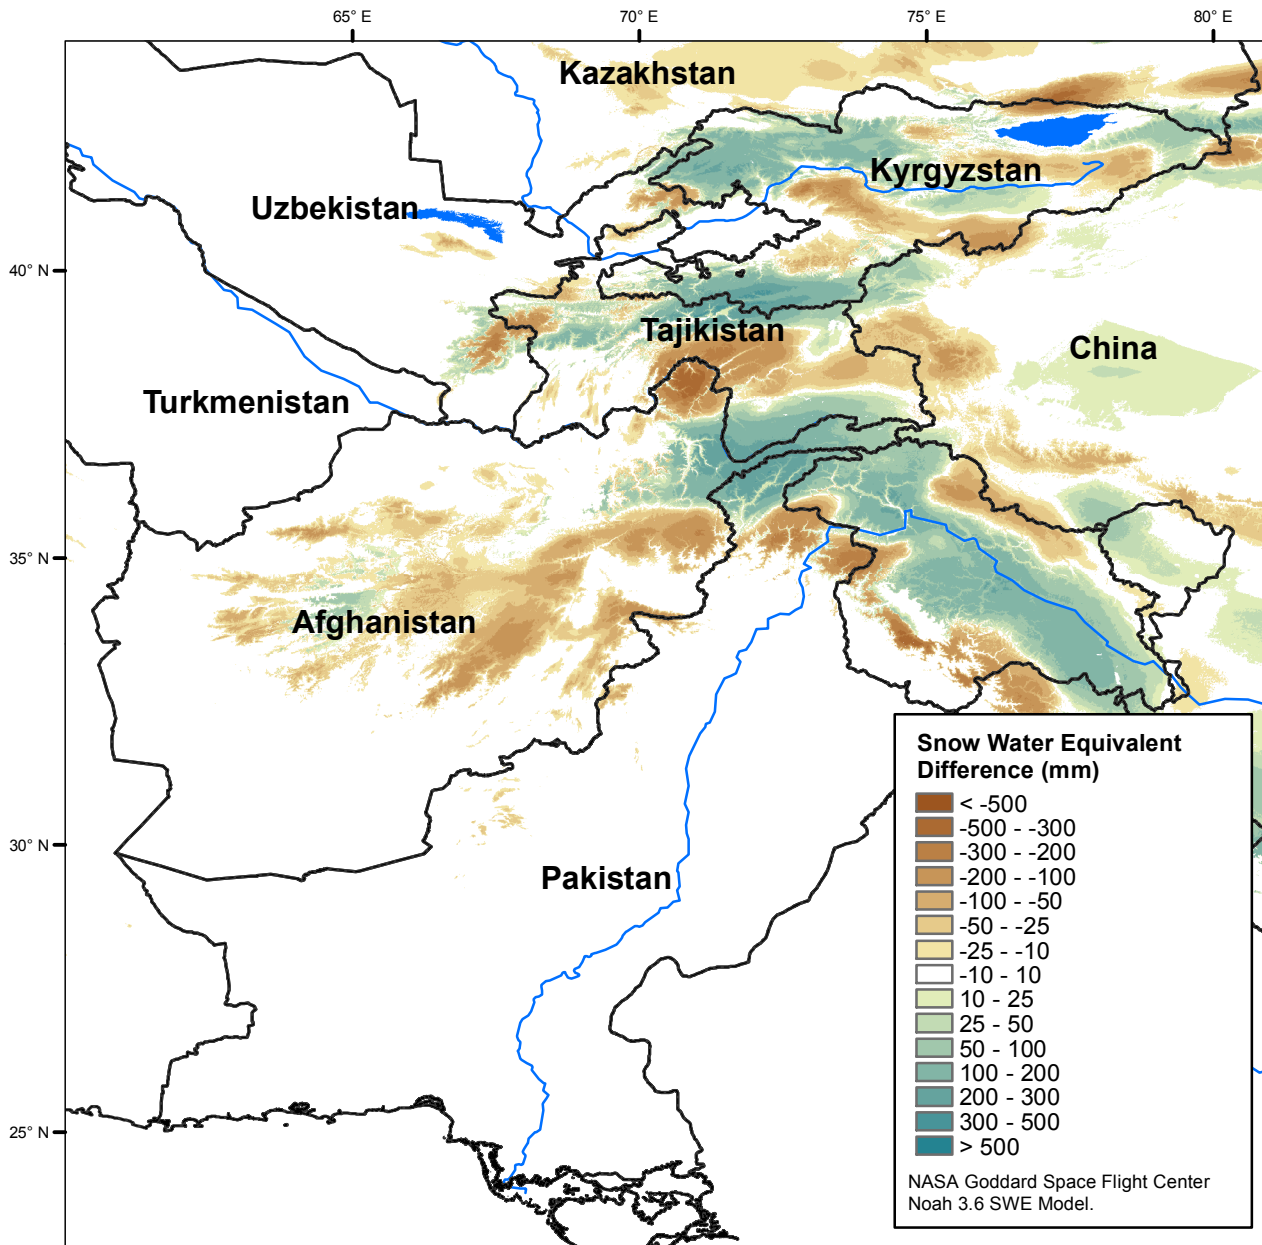 65° E
70° E
75° E
80° E
Kazakhstan
Kyrgyzstan
Uzbekistan
40° N
Tajikistan
China
Turkmenistan
35° N
Afghanistan
Snow Water Equivalent
Difference (mm)
< -500
-500 - -300
-300 - -200
-200 - -100
-100 - -50
-50 - -25
-25 - -10
-10 - 10
10 - 25
25 - 50
50 - 100
100 - 200
200 - 300
300 - 500
> 500
NASA Goddard Space Flight Center
Noah 3.6 SWE Model.
30° N
Pakistan
25° N